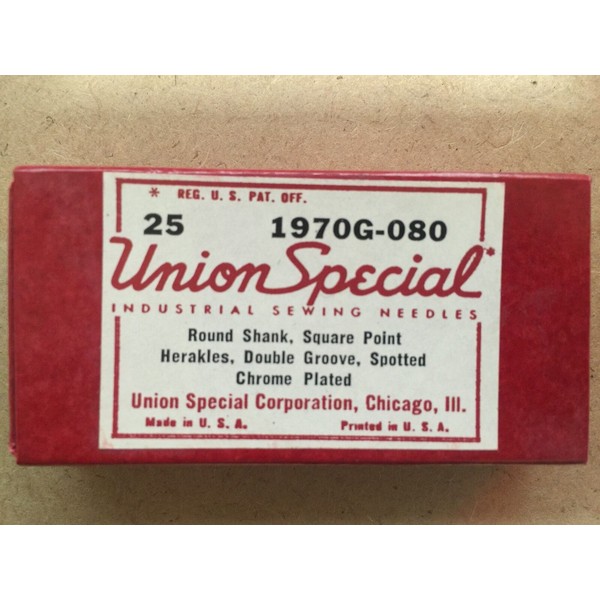 * REG. U. S. PAT. OFF.
25 1970G-080
Union Special*
INDUSTRIAL SEWING NEEDLES
Round Shank, Square Point
Herakles, Double Groove, Spotted
Chrome Plated
Union Special Corporation, Chicago, Ill.
Made in U. S. A. Printed in U. S. A.